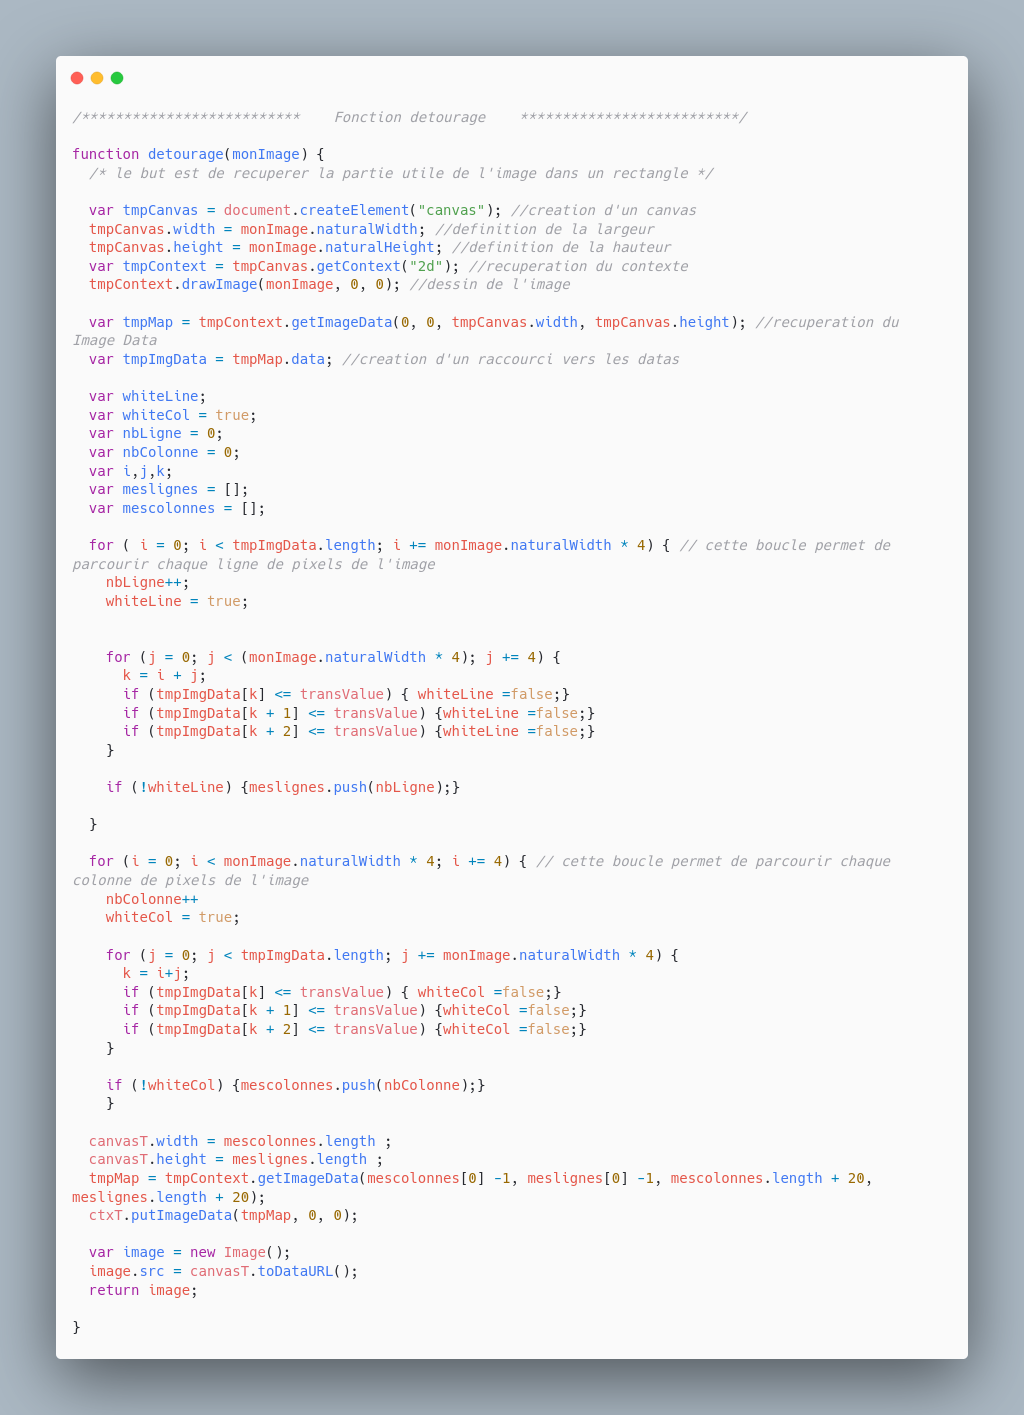 /**************************    Fonction detourage    **************************/

function detourage(monImage) {
  /* le but est de recuperer la partie utile de l'image dans un rectangle */

  var tmpCanvas = document.createElement("canvas"); //creation d'un canvas
  tmpCanvas.width = monImage.naturalWidth; //definition de la largeur
  tmpCanvas.height = monImage.naturalHeight; //definition de la hauteur
  var tmpContext = tmpCanvas.getContext("2d"); //recuperation du contexte
  tmpContext.drawImage(monImage, 0, 0); //dessin de l'image

  var tmpMap = tmpContext.getImageData(0, 0, tmpCanvas.width, tmpCanvas.height); //recuperation du
Image Data
  var tmpImgData = tmpMap.data; //creation d'un raccourci vers les datas

  var whiteLine;
  var whiteCol = true;
  var nbLigne = 0;
  var nbColonne = 0;
  var i,j,k;
  var meslignes = [];
  var mescolonnes = [];

  for ( i = 0; i < tmpImgData.length; i += monImage.naturalWidth * 4) { // cette boucle permet de
parcourir chaque ligne de pixels de l'image
    nbLigne++;
    whiteLine = true;


    for (j = 0; j < (monImage.naturalWidth * 4); j += 4) {
      k = i + j;
      if (tmpImgData[k] <= transValue) { whiteLine =false;}
      if (tmpImgData[k + 1] <= transValue) {whiteLine =false;}
      if (tmpImgData[k + 2] <= transValue) {whiteLine =false;}
    }

    if (!whiteLine) {meslignes.push(nbLigne);}

  }

  for (i = 0; i < monImage.naturalWidth * 4; i += 4) { // cette boucle permet de parcourir chaque
colonne de pixels de l'image
    nbColonne++
    whiteCol = true;

    for (j = 0; j < tmpImgData.length; j += monImage.naturalWidth * 4) {
      k = i+j;
      if (tmpImgData[k] <= transValue) { whiteCol =false;}
      if (tmpImgData[k + 1] <= transValue) {whiteCol =false;}
      if (tmpImgData[k + 2] <= transValue) {whiteCol =false;}
    }

    if (!whiteCol) {mescolonnes.push(nbColonne);}
    }

  canvasT.width = mescolonnes.length ;
  canvasT.height = meslignes.length ;
  tmpMap = tmpContext.getImageData(mescolonnes[0] -1, meslignes[0] -1, mescolonnes.length + 20,
meslignes.length + 20);
  ctxT.putImageData(tmpMap, 0, 0);

  var image = new Image();
  image.src = canvasT.toDataURL();
  return image;

}